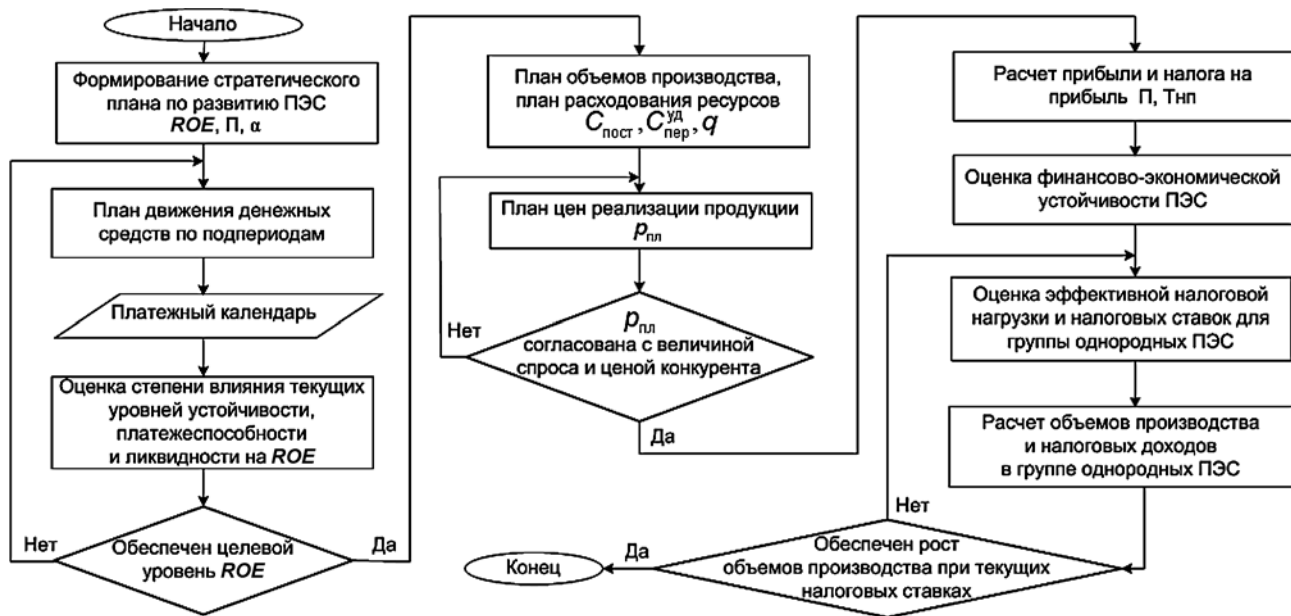 Начало
Формирование стратегического
плана по развитию ПЭС
ROE, П, α
План движения денежных
средств по подпериодам
Платежный календарь
Оценка степени влияния текущих
уровней устойчивости,
платежеспособности
и ликвидности на ROE
Нет
Обеспечен целевой
уровень ROE
Да
План объемов производства,
план расходования ресурсов
Cпост, Cпер^уд, q
План цен реализации продукции
pпл
Нет
pпл
согласована с величиной
спроса и ценой конкурента
Да
Расчет прибыли и налога на
прибыль П, Тнп
Оценка финансово-экономической
устойчивости ПЭС
Оценка эффективной налоговой
нагрузки и налоговых ставок для
группы однородных ПЭС
Расчет объемов производства
и налоговых доходов
в группе однородных ПЭС
Нет
Обеспечен рост
объемов производства при текущих
налоговых ставках
Да
Конец